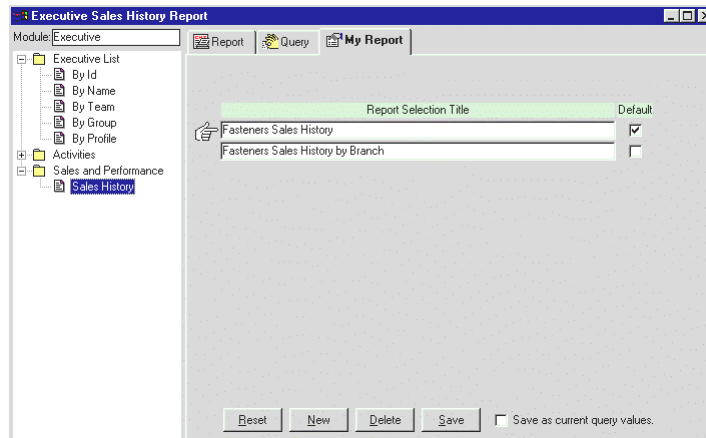 Executive Sales History Report
Module: Executive
Report
Query
My Report
Executive List
By Id
By Name
By Team
By Group
By Profile
Activities
Sales and Performance
Sales History
Report Selection Title
Default
Fasteners Sales History
Fasteners Sales History by Branch
Reset
New
Delete
Save
Save as current query values.